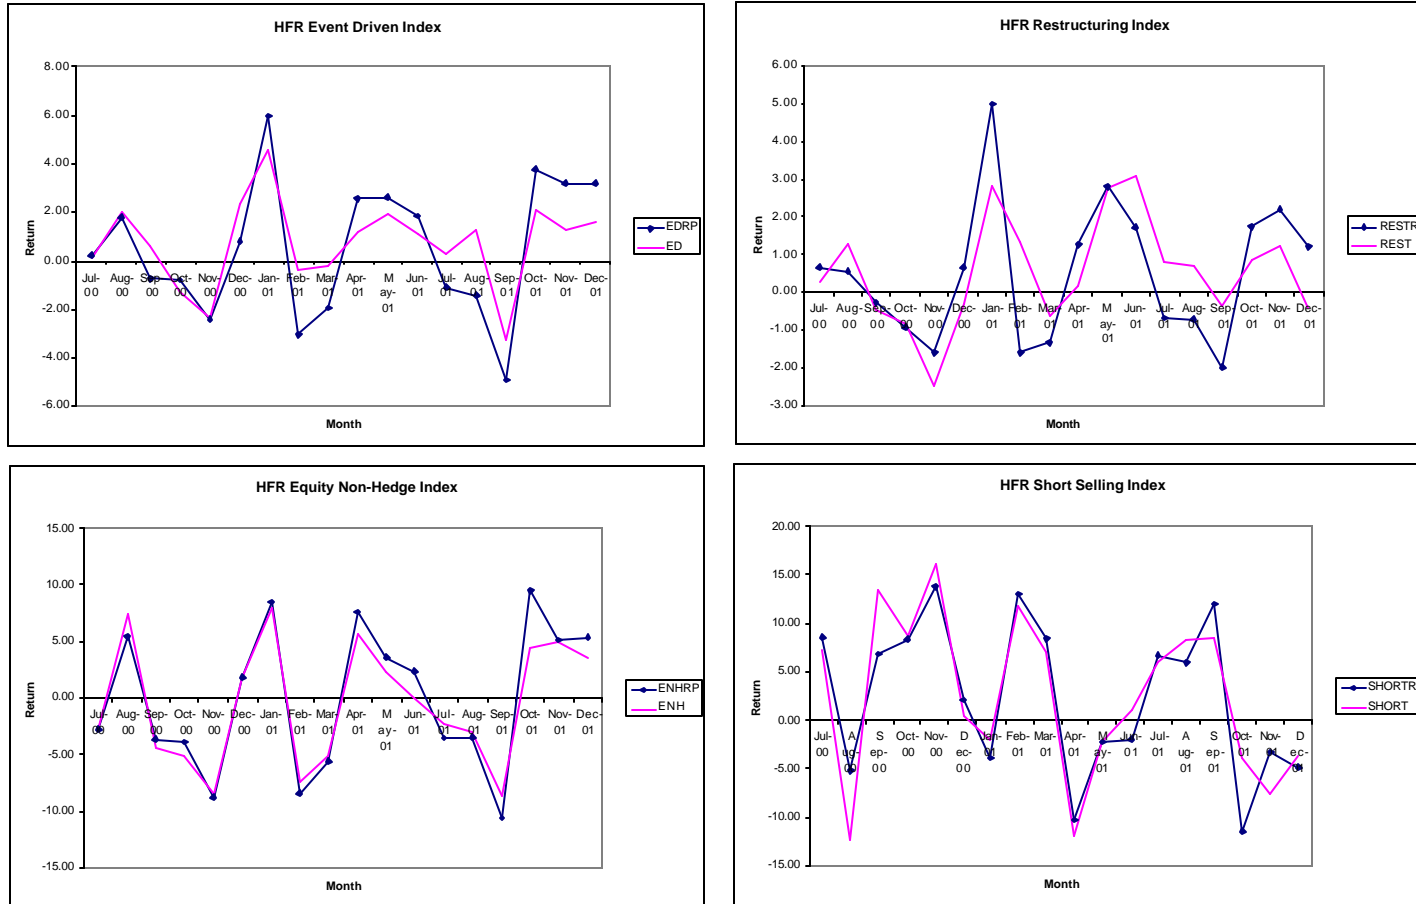 HFR Event Driven Index
8.00
6.00
4.00
2.00
0.00
-2.00
-4.00
-6.00
Return
Jul-00 Aug-00 Sep-00 Oct-00 Nov-00 Dec-00 Jan-01 Feb-01 Mar-01 Apr-01 May-01 Jun-01 Jul-01 Aug-01 Sep-01 Oct-01 Nov-01 Dec-01
Month
EDRP
ED
HFR Restructuring Index
6.00
5.00
4.00
3.00
2.00
1.00
0.00
-1.00
-2.00
-3.00
Return
Jul-00 Aug-00 Sep-00 Oct-00 Nov-00 Dec-00 Jan-01 Feb-01 Mar-01 Apr-01 May-01 Jun-01 Jul-01 Aug-01 Sep-01 Oct-01 Nov-01 Dec-01
Month
RESTR
REST
HFR Equity Non-Hedge Index
15.00
10.00
5.00
0.00
-5.00
-10.00
-15.00
Return
Jul-00 Aug-00 Sep-00 Oct-00 Nov-00 Dec-00 Jan-01 Feb-01 Mar-01 Apr-01 May-01 Jun-01 Jul-01 Aug-01 Sep-01 Oct-01 Nov-01 Dec-01
Month
ENHRP
ENH
HFR Short Selling Index
20.00
15.00
10.00
5.00
0.00
-5.00
-10.00
-15.00
Return
Jul-00 Aug-00 Sep-00 Oct-00 Nov-00 Dec-00 Jan-01 Feb-01 Mar-01 Apr-01 May-01 Jun-01 Jul-01 Aug-01 Sep-01 Oct-01 Nov-01 Dec-01
Month
SHORTR
SHORT